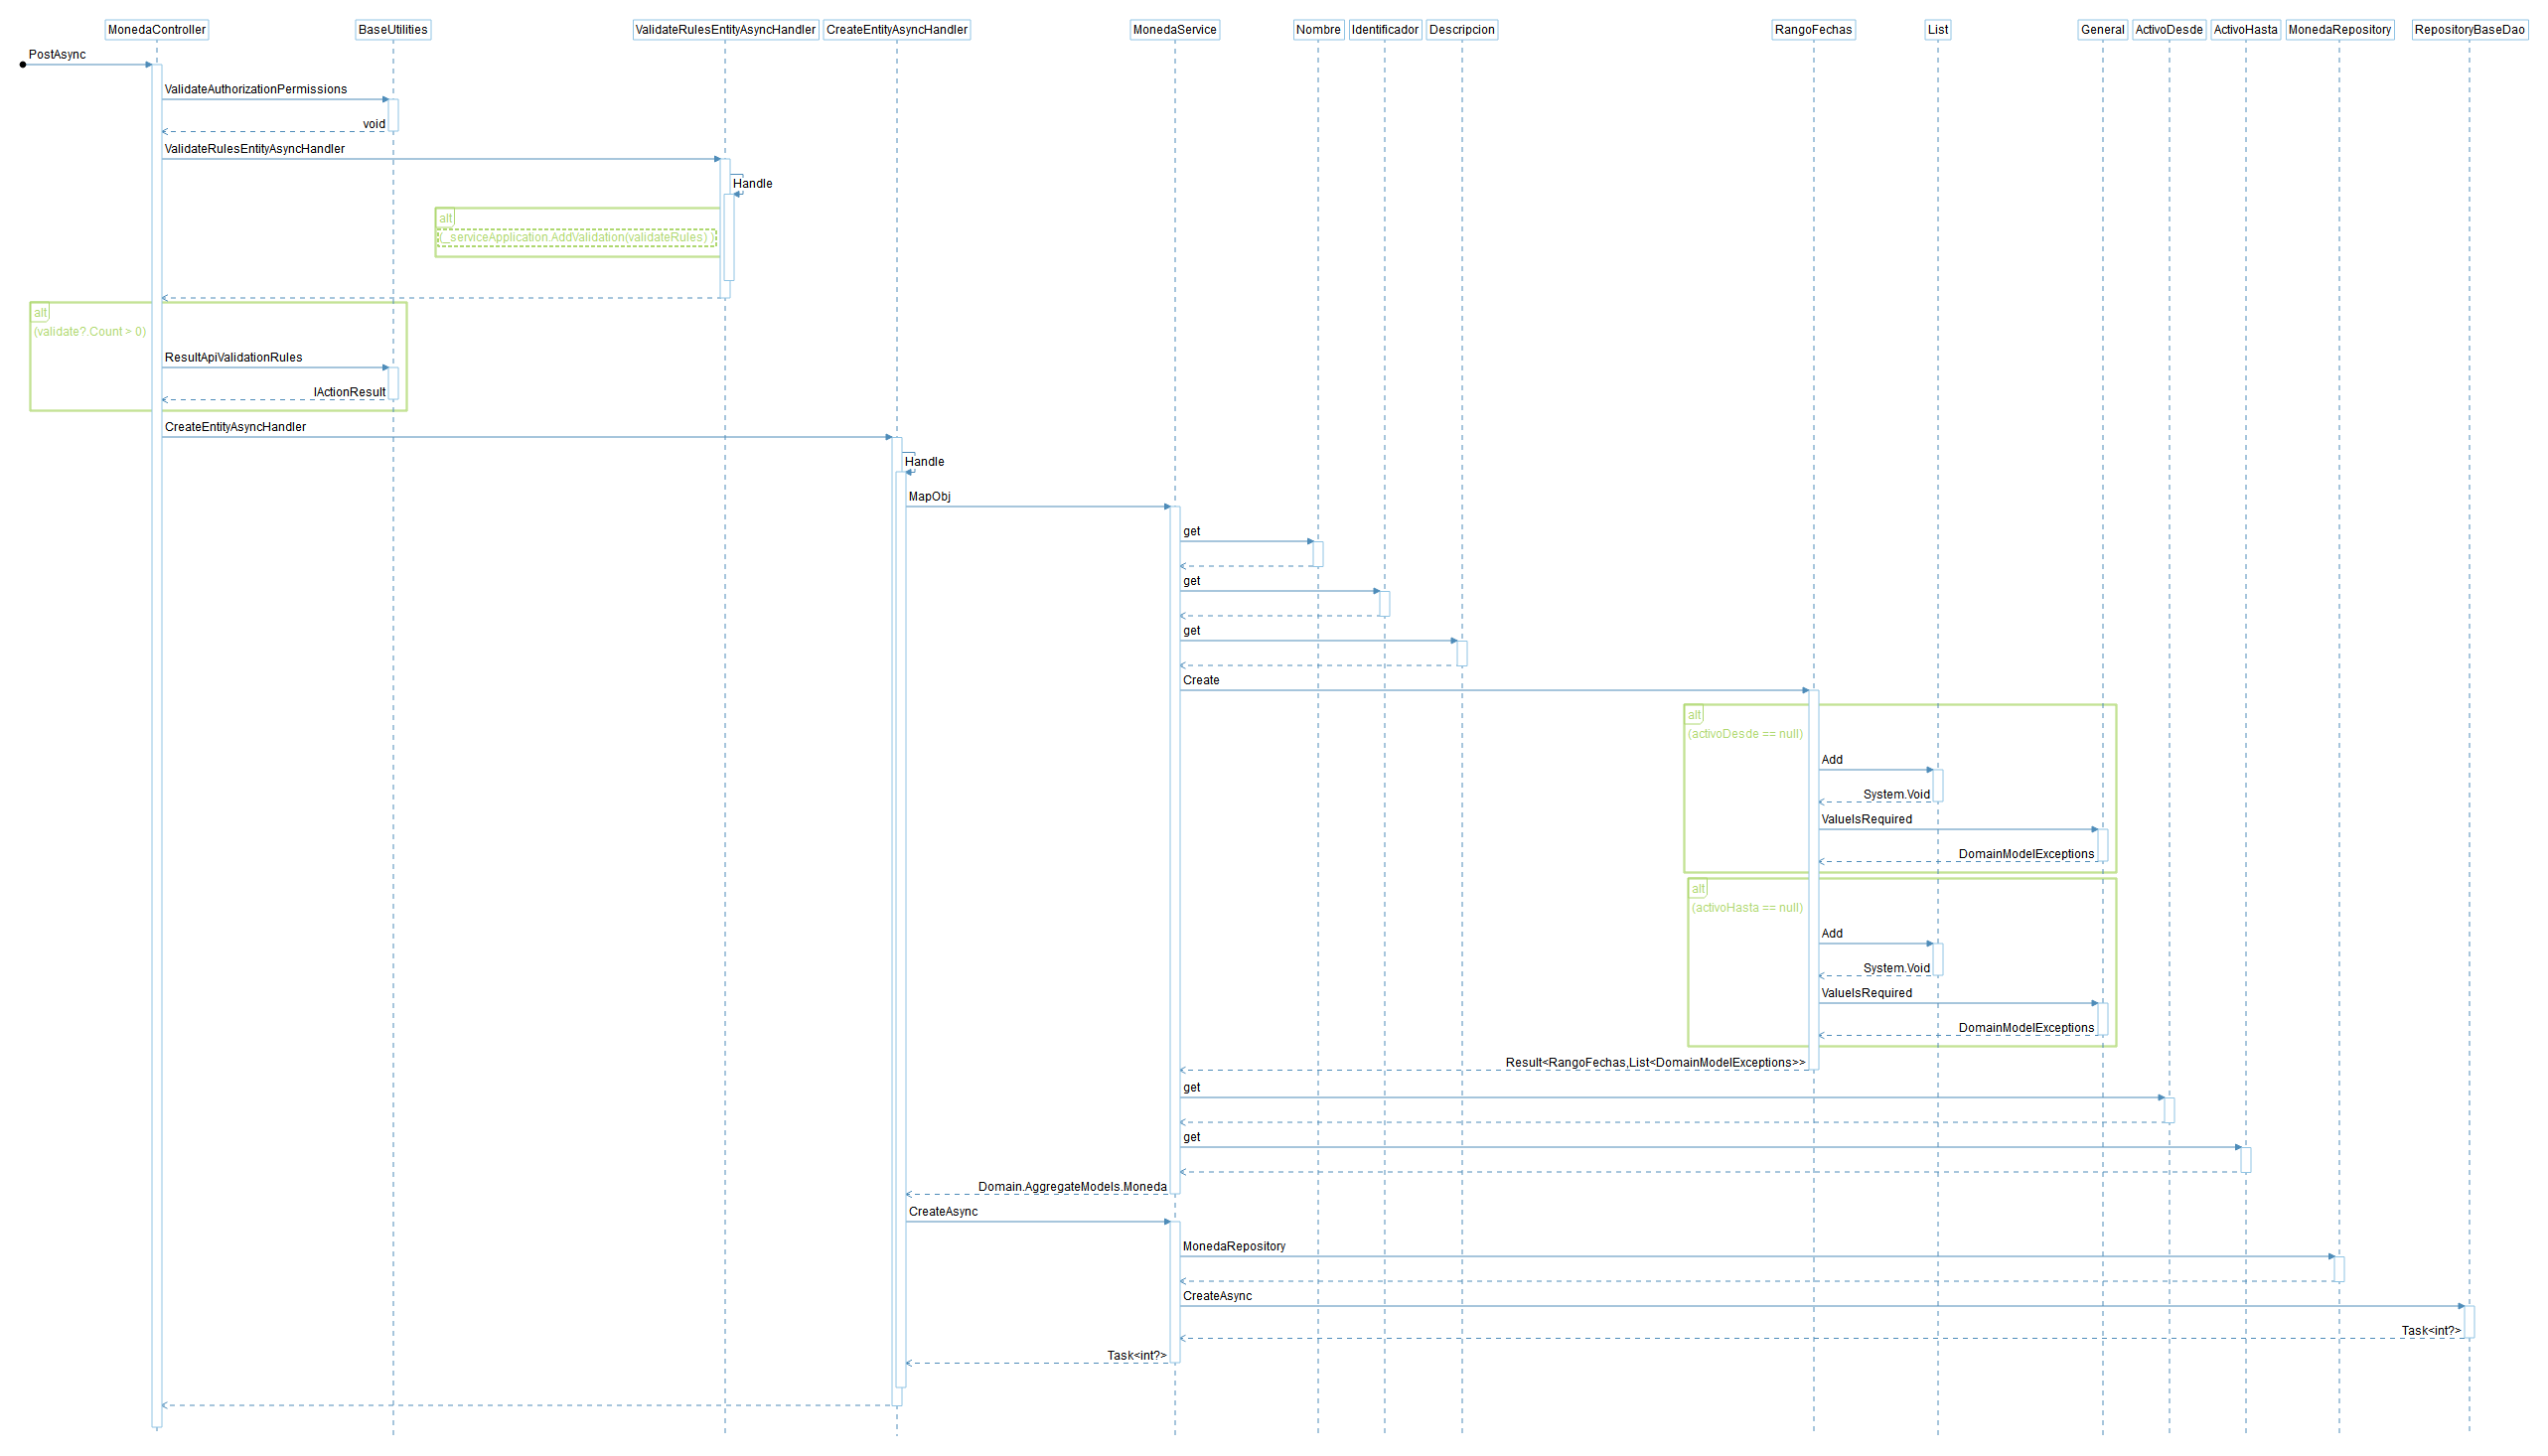 MonedaController
BaseUtilities
ValidateRulesEntityAsyncHandler
CreateEntityAsyncHandler
MonedaService
Nombre
Identificador
Descripcion
RangoFechas
List
General
ActivoDesde
ActivoHasta
MonedaRepository
RepositoryBaseDao
PostAsync
ValidateAuthorizationPermissions
void
ValidateRulesEntityAsyncHandler
Handle
alt
(_serviceApplication.AddValidation(validateRules) )
alt
(validate?.Count > 0)
ResultApiValidationRules
IActionResult
CreateEntityAsyncHandler
Handle
MapObj
get
get
get
Create
alt
(activoDesde == null)
Add
System.Void
ValueIsRequired
DomainModelExceptions
alt
(activoHasta == null)
Add
System.Void
ValueIsRequired
DomainModelExceptions
Result<RangoFechas,List<DomainModelExceptions>>
get
get
Domain.AggregateModels.Moneda
CreateAsync
MonedaRepository
CreateAsync
Task<int?>
Task<int?>